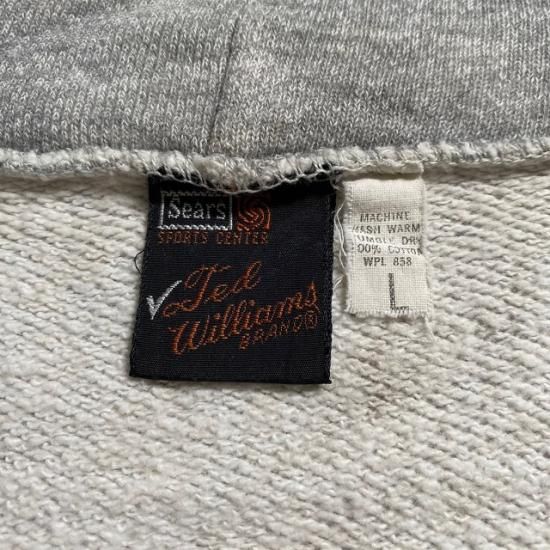 Sears
SPORTS CENTER
Ted
Williams
BRAND®
MACHINE
WASH WARM
TUMBLE DRY
100% COTTON
WPL 858
L